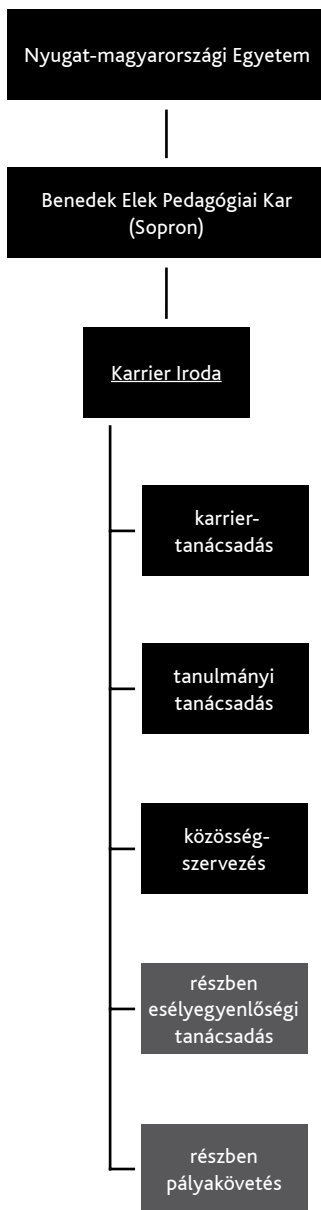 Nyugat-magyarországi Egyetem
Benedek Elek Pedagógiai Kar
(Sopron)
Karrier Iroda
karrier-
tanácsadás
tanulmányi
tanácsadás
közösség-
szervezés
részben
esélyegyenlőségi
tanácsadás
részben
pályakövetés